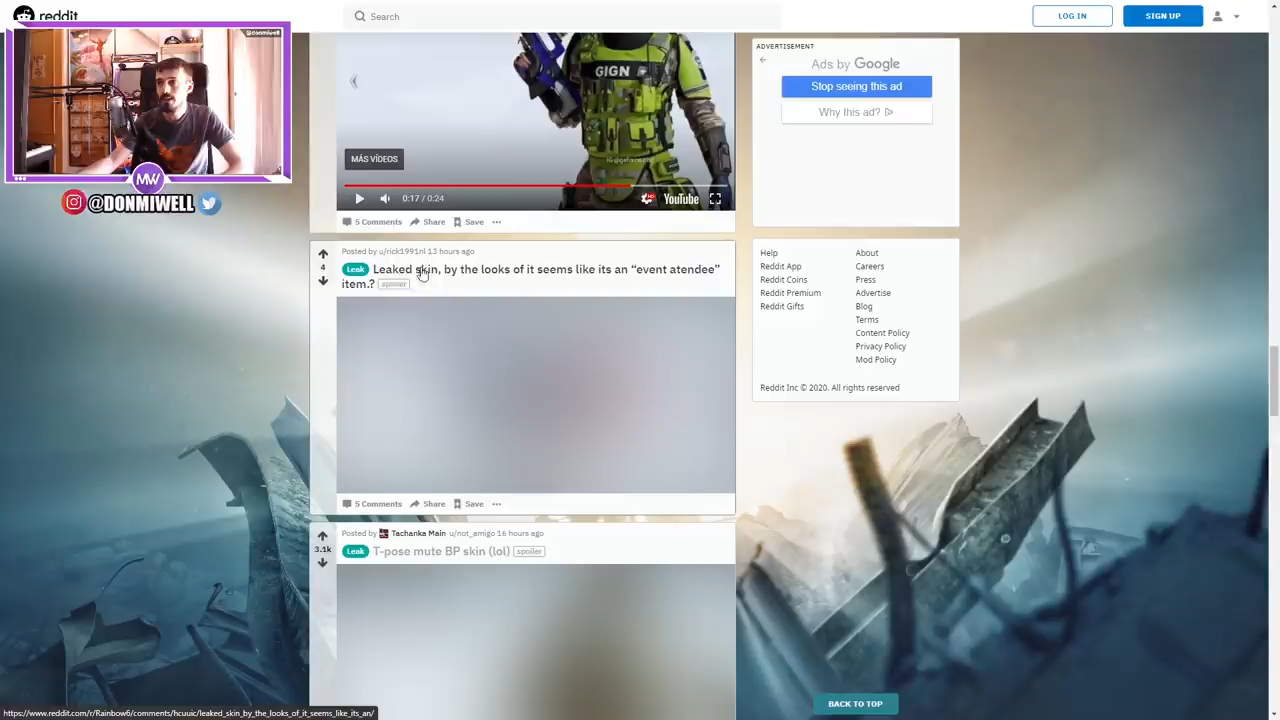 reddit
Search
LOG IN
SIGN UP
@donmiwell
MW
@DONMIWELL
GIGN
MÁS VÍDEOS
0:17 / 0:24
YouTube
5 Comments
Share
Save
Posted by u/rick1991nl 13 hours ago
4
Leak
Leaked skin, by the looks of it seems like its an “event atendee”
item.?
spoiler
5 Comments
Share
Save
Posted by
Tachanka Main
u/not_amigo 16 hours ago
3.1k
Leak
T-pose mute BP skin (lol)
spoiler
ADVERTISEMENT
Ads by Google
Stop seeing this ad
Why this ad?
Help
About
Reddit App
Careers
Reddit Coins
Press
Reddit Premium
Advertise
Reddit Gifts
Blog
Terms
Content Policy
Privacy Policy
Mod Policy
Reddit Inc © 2020. All rights reserved
BACK TO TOP
https://www.reddit.com/r/Rainbow6/comments/hcuuic/leaked_skin_by_the_looks_of_it_seems_like_its_an/